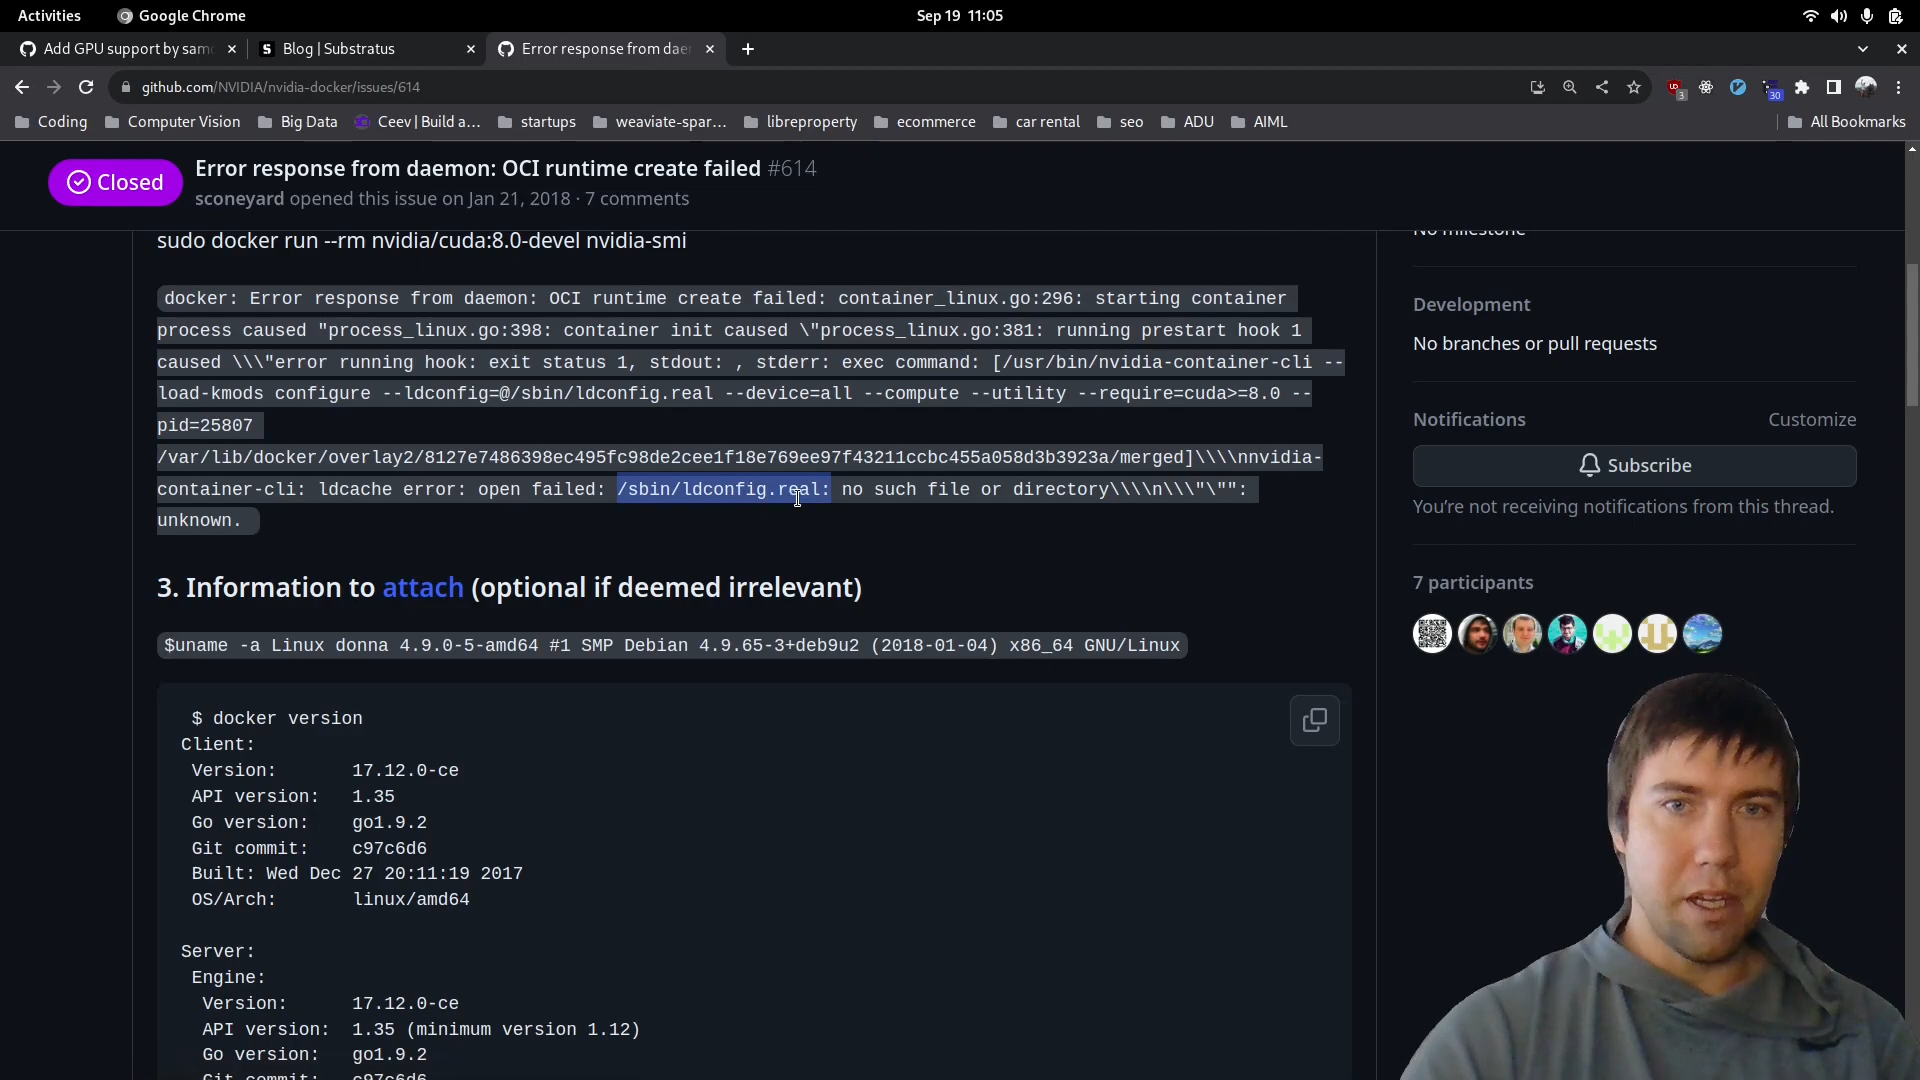 Activities
Google Chrome
Sep 19 11:05
Add GPU support by samo
Blog | Substratus
Error response from dae
github.com/NVIDIA/nvidia-docker/issues/614
3
30
Coding
Computer Vision
Big Data
Ceev | Build a...
startups
weaviate-spar...
libreproperty
ecommerce
car rental
seo
ADU
AIML
All Bookmarks
Closed
Error response from daemon: OCI runtime create failed #614
sconeyard opened this issue on Jan 21, 2018 · 7 comments
sudo docker run --rm nvidia/cuda:8.0-devel nvidia-smi
docker: Error response from daemon: OCI runtime create failed: container_linux.go:296: starting container
process caused "process_linux.go:398: container init caused \"process_linux.go:381: running prestart hook 1
caused \\\"error running hook: exit status 1, stdout: , stderr: exec command: [/usr/bin/nvidia-container-cli --
load-kmods configure --ldconfig=@/sbin/ldconfig.real --device=all --compute --utility --require=cuda>=8.0 --
pid=25807
/var/lib/docker/overlay2/8127e7486398ec495fc98de2cee1f18e769ee97f43211ccbc455a058d3b3923a/merged]\\\\nnvidia-
container-cli: ldcache error: open failed: /sbin/ldconfig.real: no such file or directory\\\\n\\\"\"":
unknown.
3. Information to attach (optional if deemed irrelevant)
$uname -a Linux donna 4.9.0-5-amd64 #1 SMP Debian 4.9.65-3+deb9u2 (2018-01-04) x86_64 GNU/Linux
$ docker version
Client:
Version: 17.12.0-ce
API version: 1.35
Go version: go1.9.2
Git commit: c97c6d6
Built: Wed Dec 27 20:11:19 2017
OS/Arch: linux/amd64
Server:
Engine:
Version: 17.12.0-ce
API version: 1.35 (minimum version 1.12)
Go version: go1.9.2
Git commit: c97c6d6
No milestone
Development
No branches or pull requests
Notifications
Customize
Subscribe
You're not receiving notifications from this thread.
7 participants